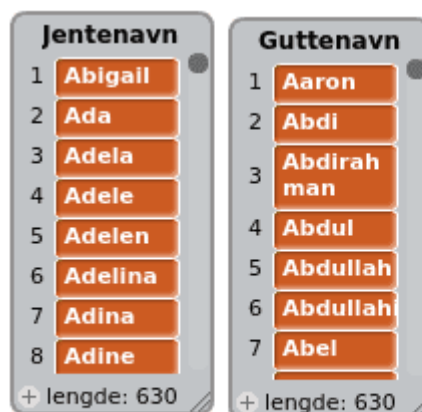 Jentenavn
1 Abigail
2 Ada
3 Adela
4 Adele
5 Adelen
6 Adelina
7 Adina
8 Adine
+ lengde: 630
Guttenavn
1 Aaron
2 Abdi
3 Abdirah
man
4 Abdul
5 Abdullah
6 Abdullahi
7 Abel
+ lengde: 630